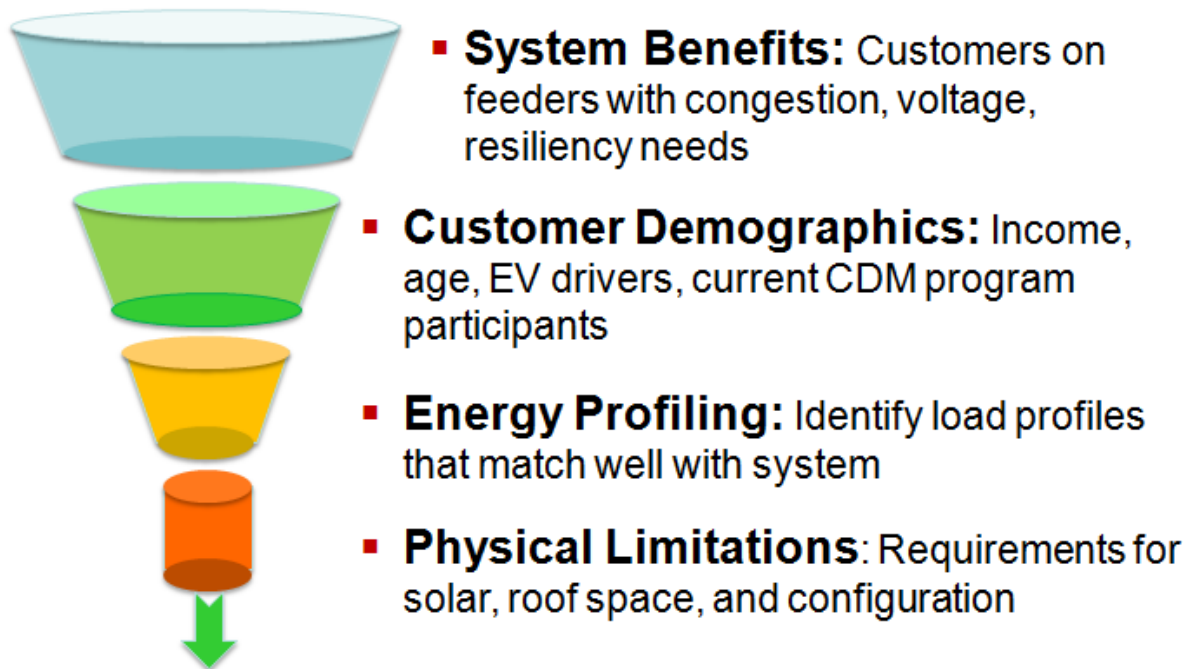 ▪ System Benefits: Customers on
feeders with congestion, voltage,
resiliency needs
▪ Customer Demographics: Income,
age, EV drivers, current CDM program
participants
▪ Energy Profiling: Identify load profiles
that match well with system
▪ Physical Limitations: Requirements for
solar, roof space, and configuration